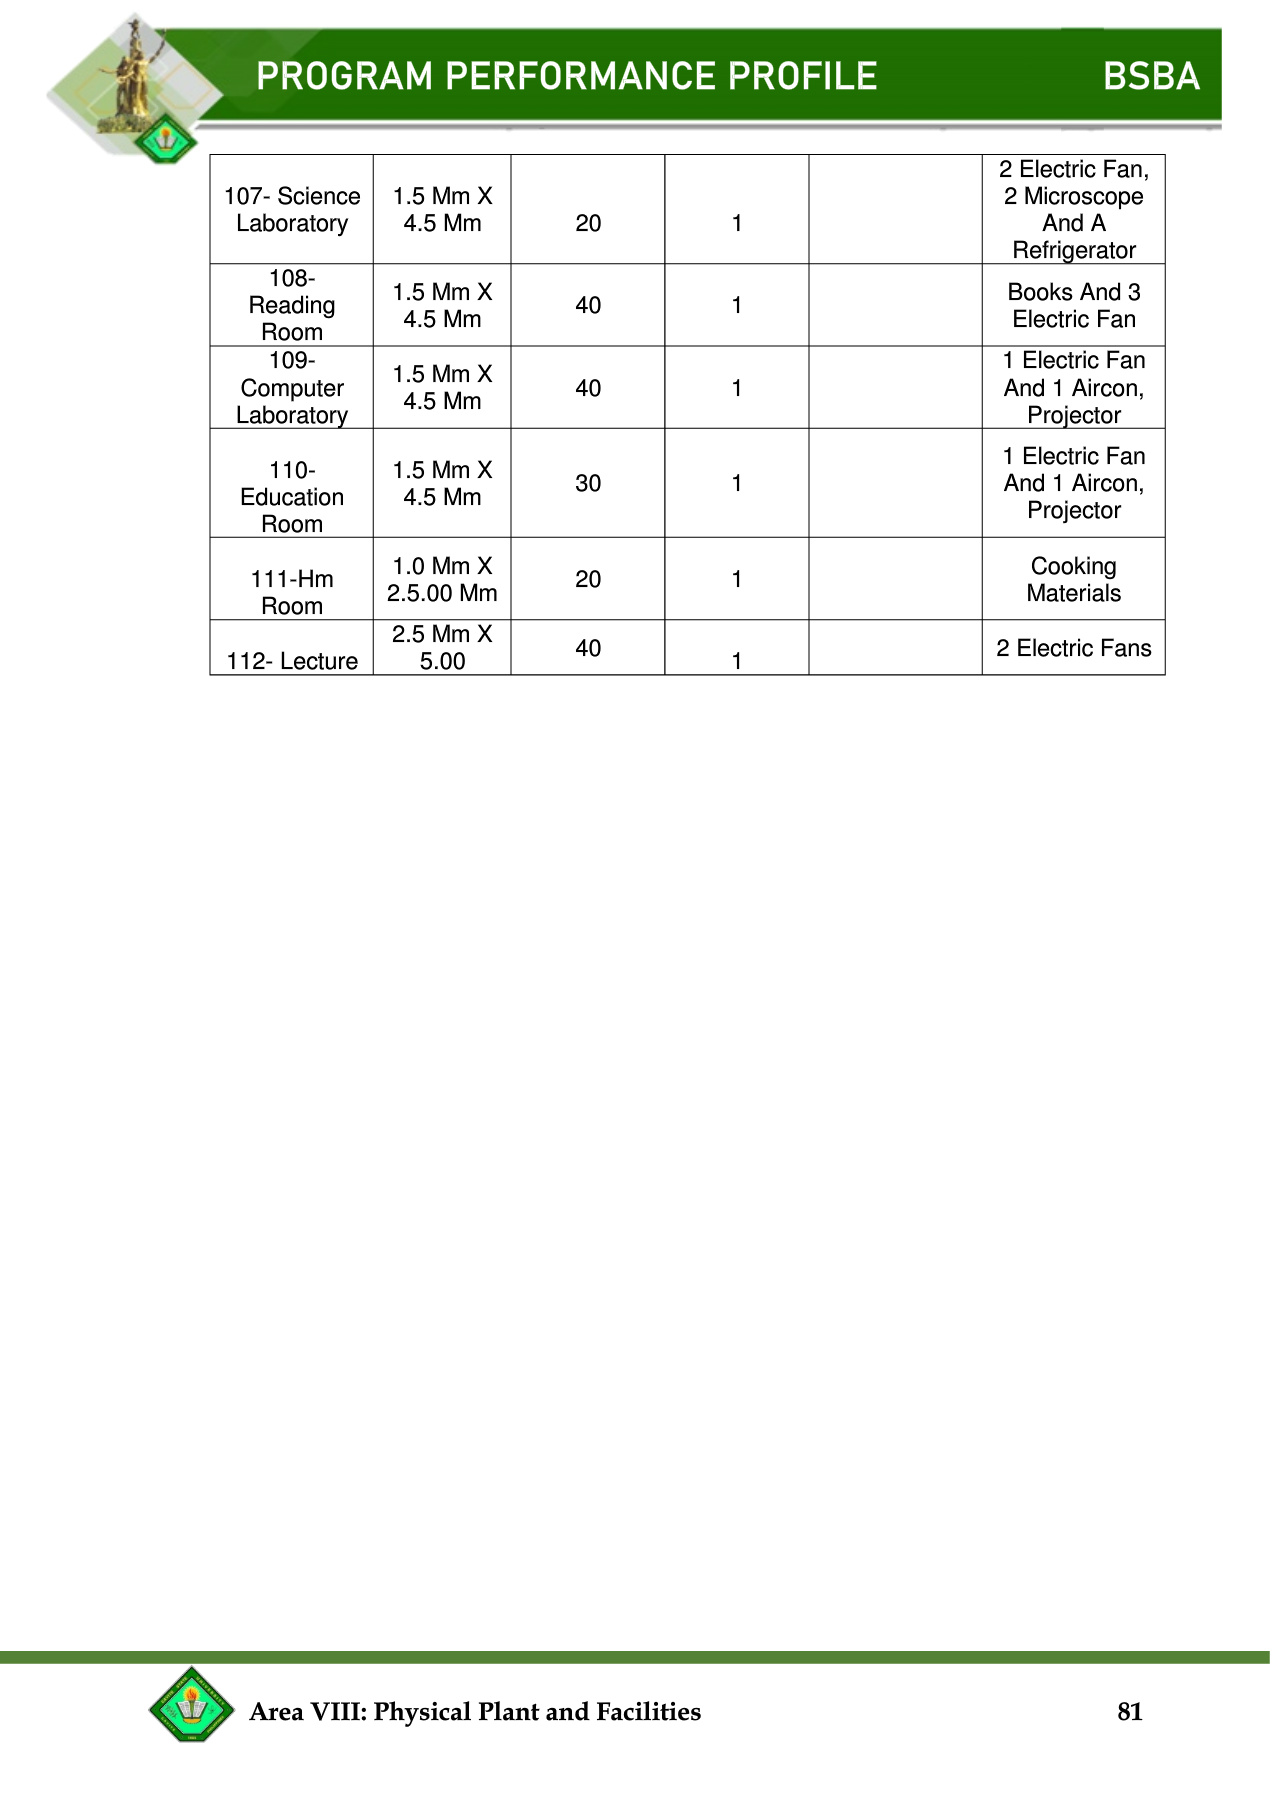 PROGRAM PERFORMANCE PROFILE BSBA
107- Science
Laboratory
1.5 Mm X
4.5 Mm
20
1
2 Electric Fan,
2 Microscope
And A
Refrigerator
108-
Reading
Room
1.5 Mm X
4.5 Mm
40
1
Books And 3
Electric Fan
109-
Computer
Laboratory
1.5 Mm X
4.5 Mm
40
1
1 Electric Fan
And 1 Aircon,
Projector
110-
Education
Room
1.5 Mm X
4.5 Mm
30
1
1 Electric Fan
And 1 Aircon,
Projector
111-Hm
Room
1.0 Mm X
2.5.00 Mm
20
1
Cooking
Materials
112- Lecture
2.5 Mm X
5.00
40
1
2 Electric Fans
Area VIII: Physical Plant and Facilities 81